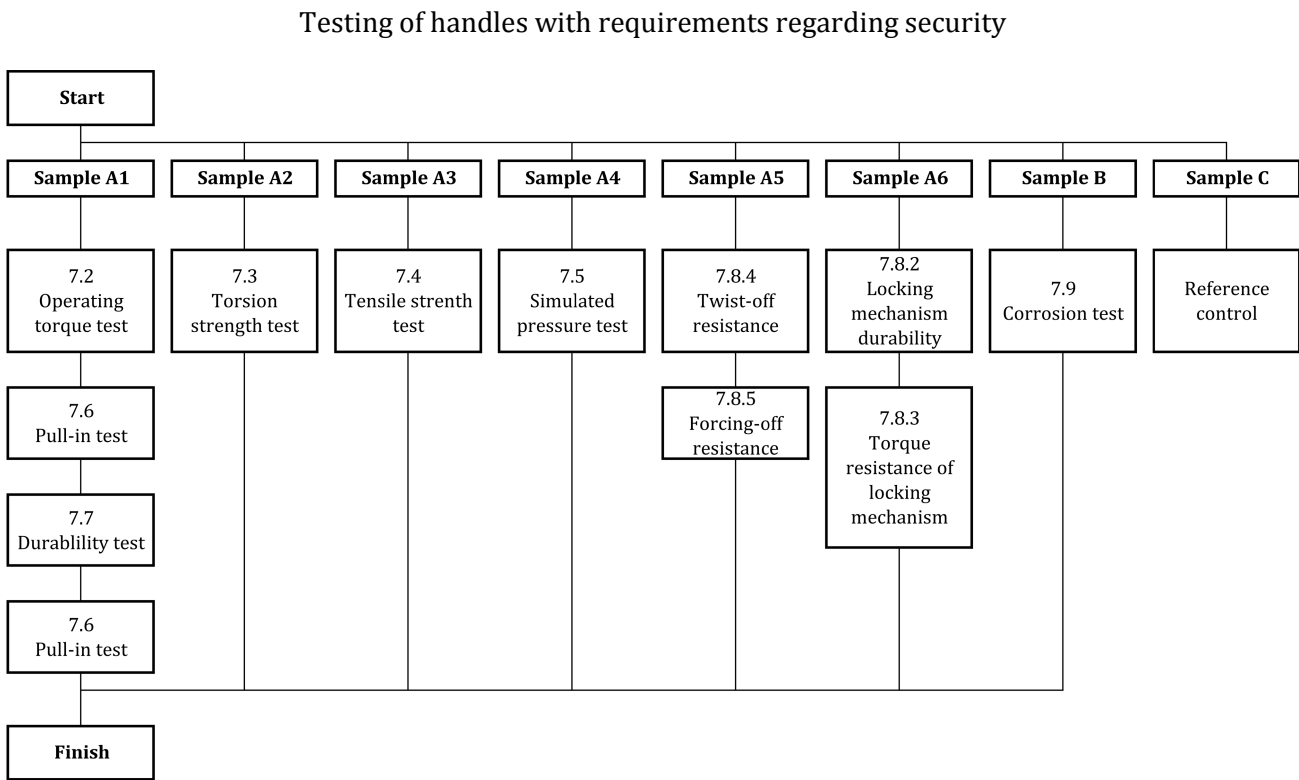 Testing of handles with requirements regarding security
Start
Sample A1
Sample A2
Sample A3
Sample A4
Sample A5
Sample A6
Sample B
Sample C
7.2
Operating
torque test
7.3
Torsion
strength test
7.4
Tensile strenth
test
7.5
Simulated
pressure test
7.8.4
Twist-off
resistance
7.8.2
Locking
mechanism
durability
7.9
Corrosion test
Reference
control
7.6
Pull-in test
7.8.5
Forcing-off
resistance
7.8.3
Torque
resistance of
locking
mechanism
7.7
Durablility test
7.6
Pull-in test
Finish